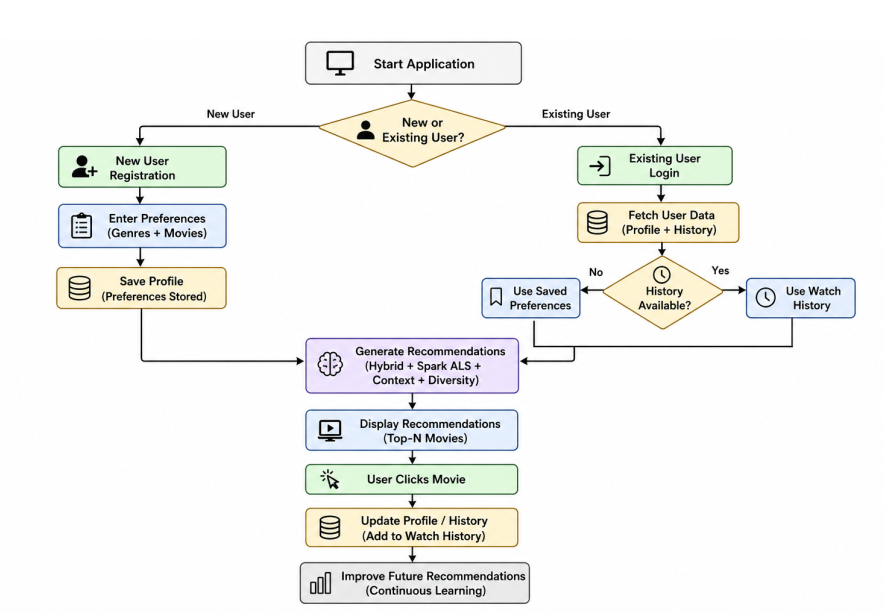 Start Application
New User
New or
Existing User?
Existing User
New User
Registration
Existing User
Login
Enter Preferences
(Genres + Movies)
Fetch User Data
(Profile + History)
Save Profile
(Preferences Stored)
No
History
Available?
Yes
Use Saved
Preferences
Use Watch
History
Generate Recommendations
(Hybrid + Spark ALS +
Context + Diversity)
Display Recommendations
(Top-N Movies)
User Clicks Movie
Update Profile / History
(Add to Watch History)
Improve Future Recommendations
(Continuous Learning)